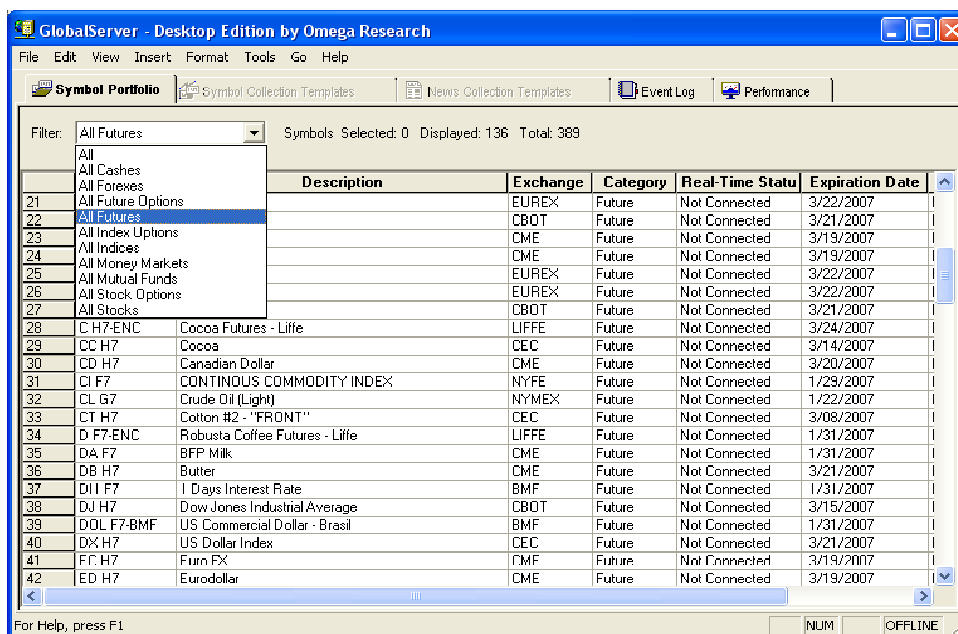 GlobalServer - Desktop Edition by Omega Research
File Edit View Insert Format Tools Go Help
Symbol Portfolio Symbol Collection Templates News Collection Templates Event Log Performance
Filter: All Futures Symbols Selected: 0 Displayed: 136 Total: 389
All
All Cashes
All Forexes
All Future Options
All Futures
All Index Options
All Indices
All Money Markets
All Mutual Funds
All Stock Options
All Stocks
Description Exchange Category Real-Time Statu Expiration Date
21 EUREX Future Not Connected 3/22/2007
22 CBOT Future Not Connected 3/21/2007
23 CME Future Not Connected 3/19/2007
24 CME Future Not Connected 3/19/2007
25 EUREX Future Not Connected 3/22/2007
26 EUREX Future Not Connected 3/22/2007
27 CBOT Future Not Connected 3/21/2007
28 C H7-ENC Cocoa Futures - Liffe LIFFE Future Not Connected 3/24/2007
29 CC H7 Cocoa CEC Future Not Connected 3/14/2007
30 CD H7 Canadian Dollar CME Future Not Connected 3/20/2007
31 CI F7 CONTINOUS COMMODITY INDEX NYFE Future Not Connected 1/29/2007
32 CL G7 Crude Oil (Light) NYMEX Future Not Connected 1/22/2007
33 CT H7 Cotton #2 - "FRONT" CEC Future Not Connected 3/08/2007
34 D F7-ENC Robusta Coffee Futures - Liffe LIFFE Future Not Connected 1/31/2007
35 DA F7 BFP Milk CME Future Not Connected 1/31/2007
36 DB H7 Butter CME Future Not Connected 3/21/2007
37 DI1 F7 1 Days Interest Rate BMF Future Not Connected 1/31/2007
38 DJ H7 Dow Jones Industrial Average CBOT Future Not Connected 3/15/2007
39 DOL F7-BMF US Commercial Dollar - Brasil BMF Future Not Connected 1/31/2007
40 DX H7 US Dollar Index CEC Future Not Connected 3/21/2007
41 EC H7 Euro FX CME Future Not Connected 3/19/2007
42 ED H7 Eurodollar CME Future Not Connected 3/19/2007
For Help, press F1 NUM OFFLINE